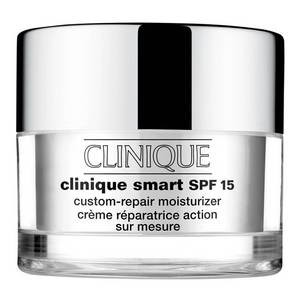 CLINIQUE
clinique smart SPF 15
custom-repair moisturizer
crème réparatrice action
sur mesure